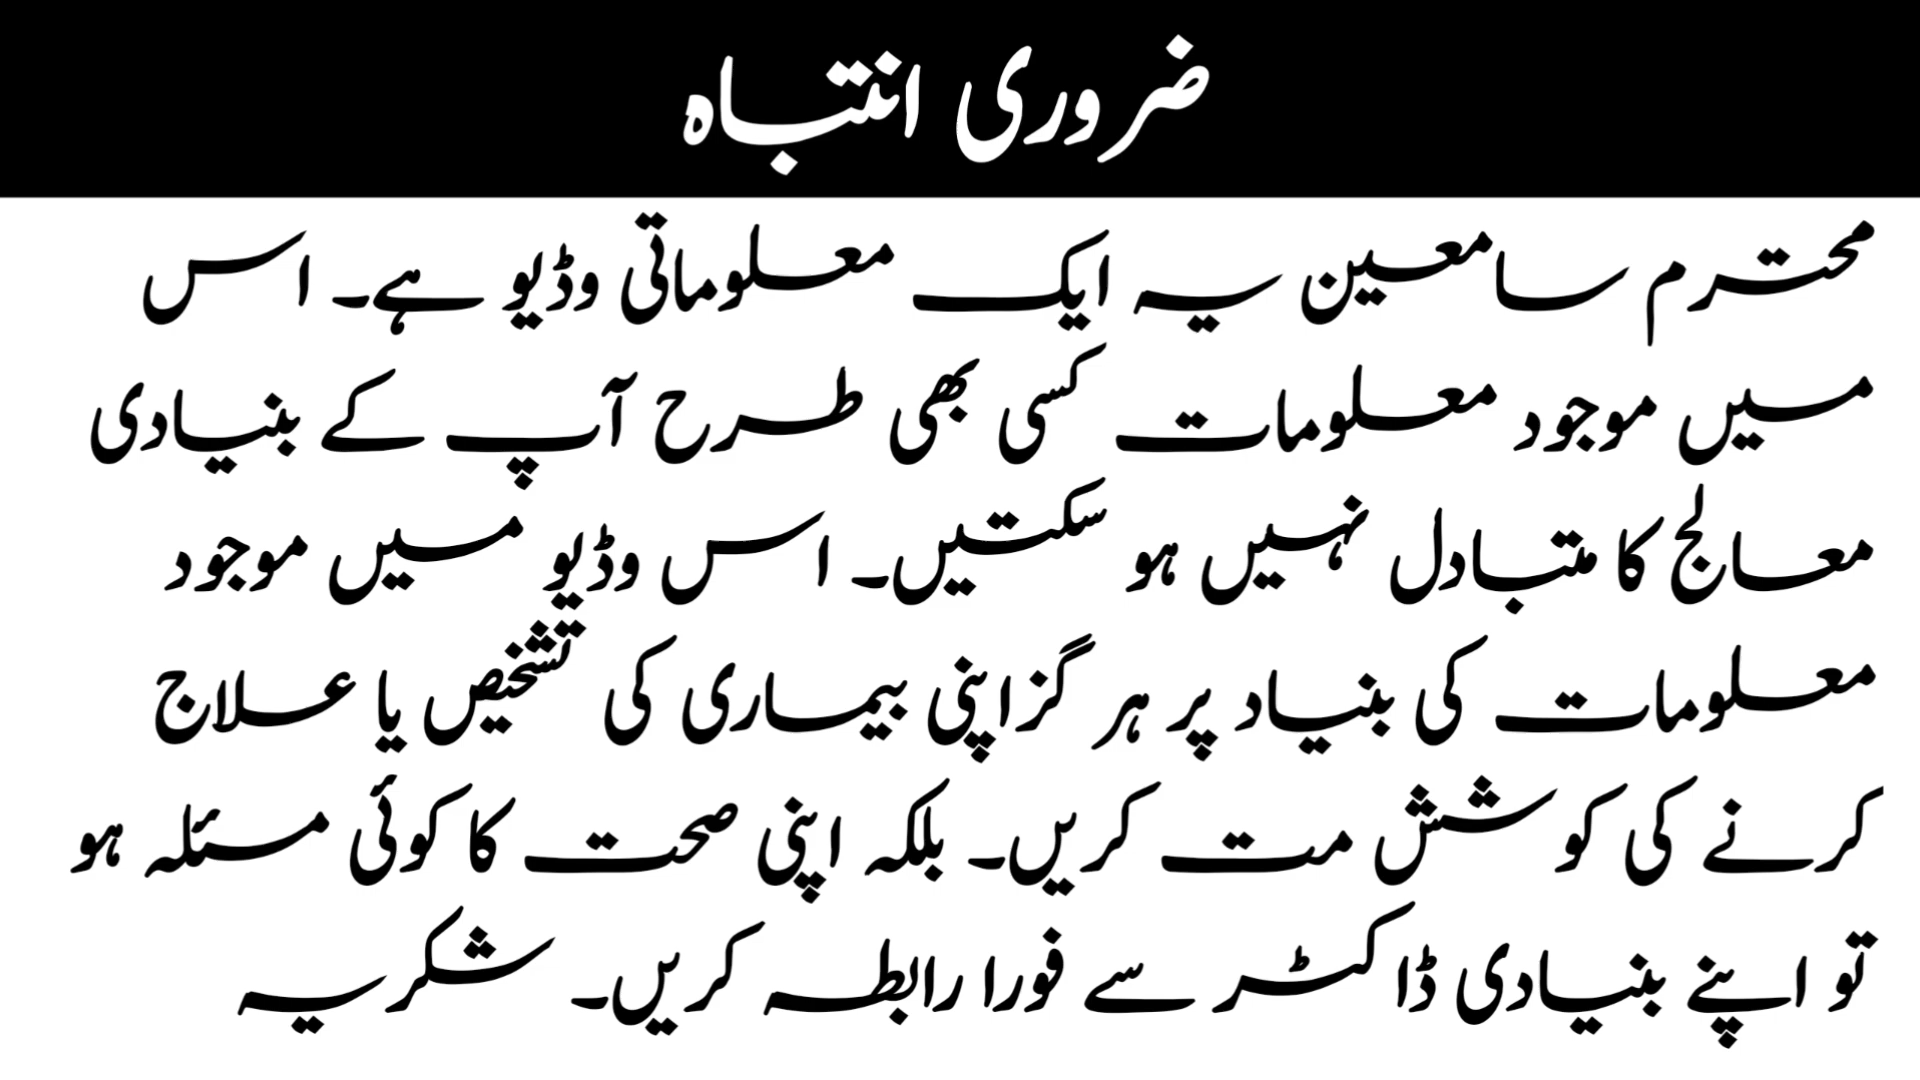 ضروری انتباہ
محترم سامعین یہ ایک معلوماتی وڈیو ہے۔ اس
میں موجود معلومات کسی بھی طرح آپ کے بنیادی
معالج کا متبادل نہیں ہو سکتیں۔ اس وڈیو میں موجود
معلومات کی بنیاد پر ہر گز اپنی بیماری کی تشخیص یا علاج
کرنے کی کوشش مت کریں۔ بلکہ اپنی صحت کا کوئی مسئلہ ہو
تو اپنے بنیادی ڈاکٹر سے فورا رابطہ کریں۔ شکریہ